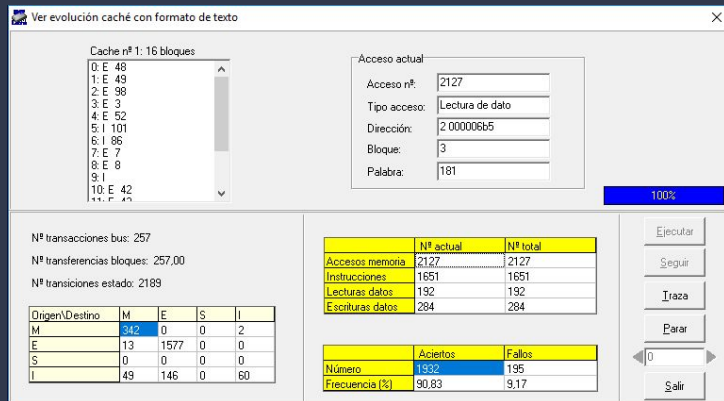 Ver evolución caché con formato de texto
Cache nº 1: 16 bloques
0: E 48
1: E 49
2: E 98
3: E 3
4: E 52
5: I 101
6: I 86
7: E 7
8: E 8
9: I
10: E 42
Acceso actual
Acceso nº: 2127
Tipo acceso: Lectura de dato
Dirección: 2 000006b5
Bloque: 3
Palabra: 181
100%
Nº transacciones bus: 257
Nº transferencias bloques: 257,00
Nº transiciones estado: 2189
Origen\Destino M E S I
M 342 0 0 2
E 13 1577 0 0
S 0 0 0 0
I 49 146 0 60
Nº actual Nº total
Accesos memoria 2127 2127
Instrucciones 1651 1651
Lecturas datos 192 192
Escrituras datos 284 284
Aciertos Fallos
Número 1932 195
Frecuencia (%) 90,83 9,17
Ejecutar
Seguir
Traza
Parar
0
Salir